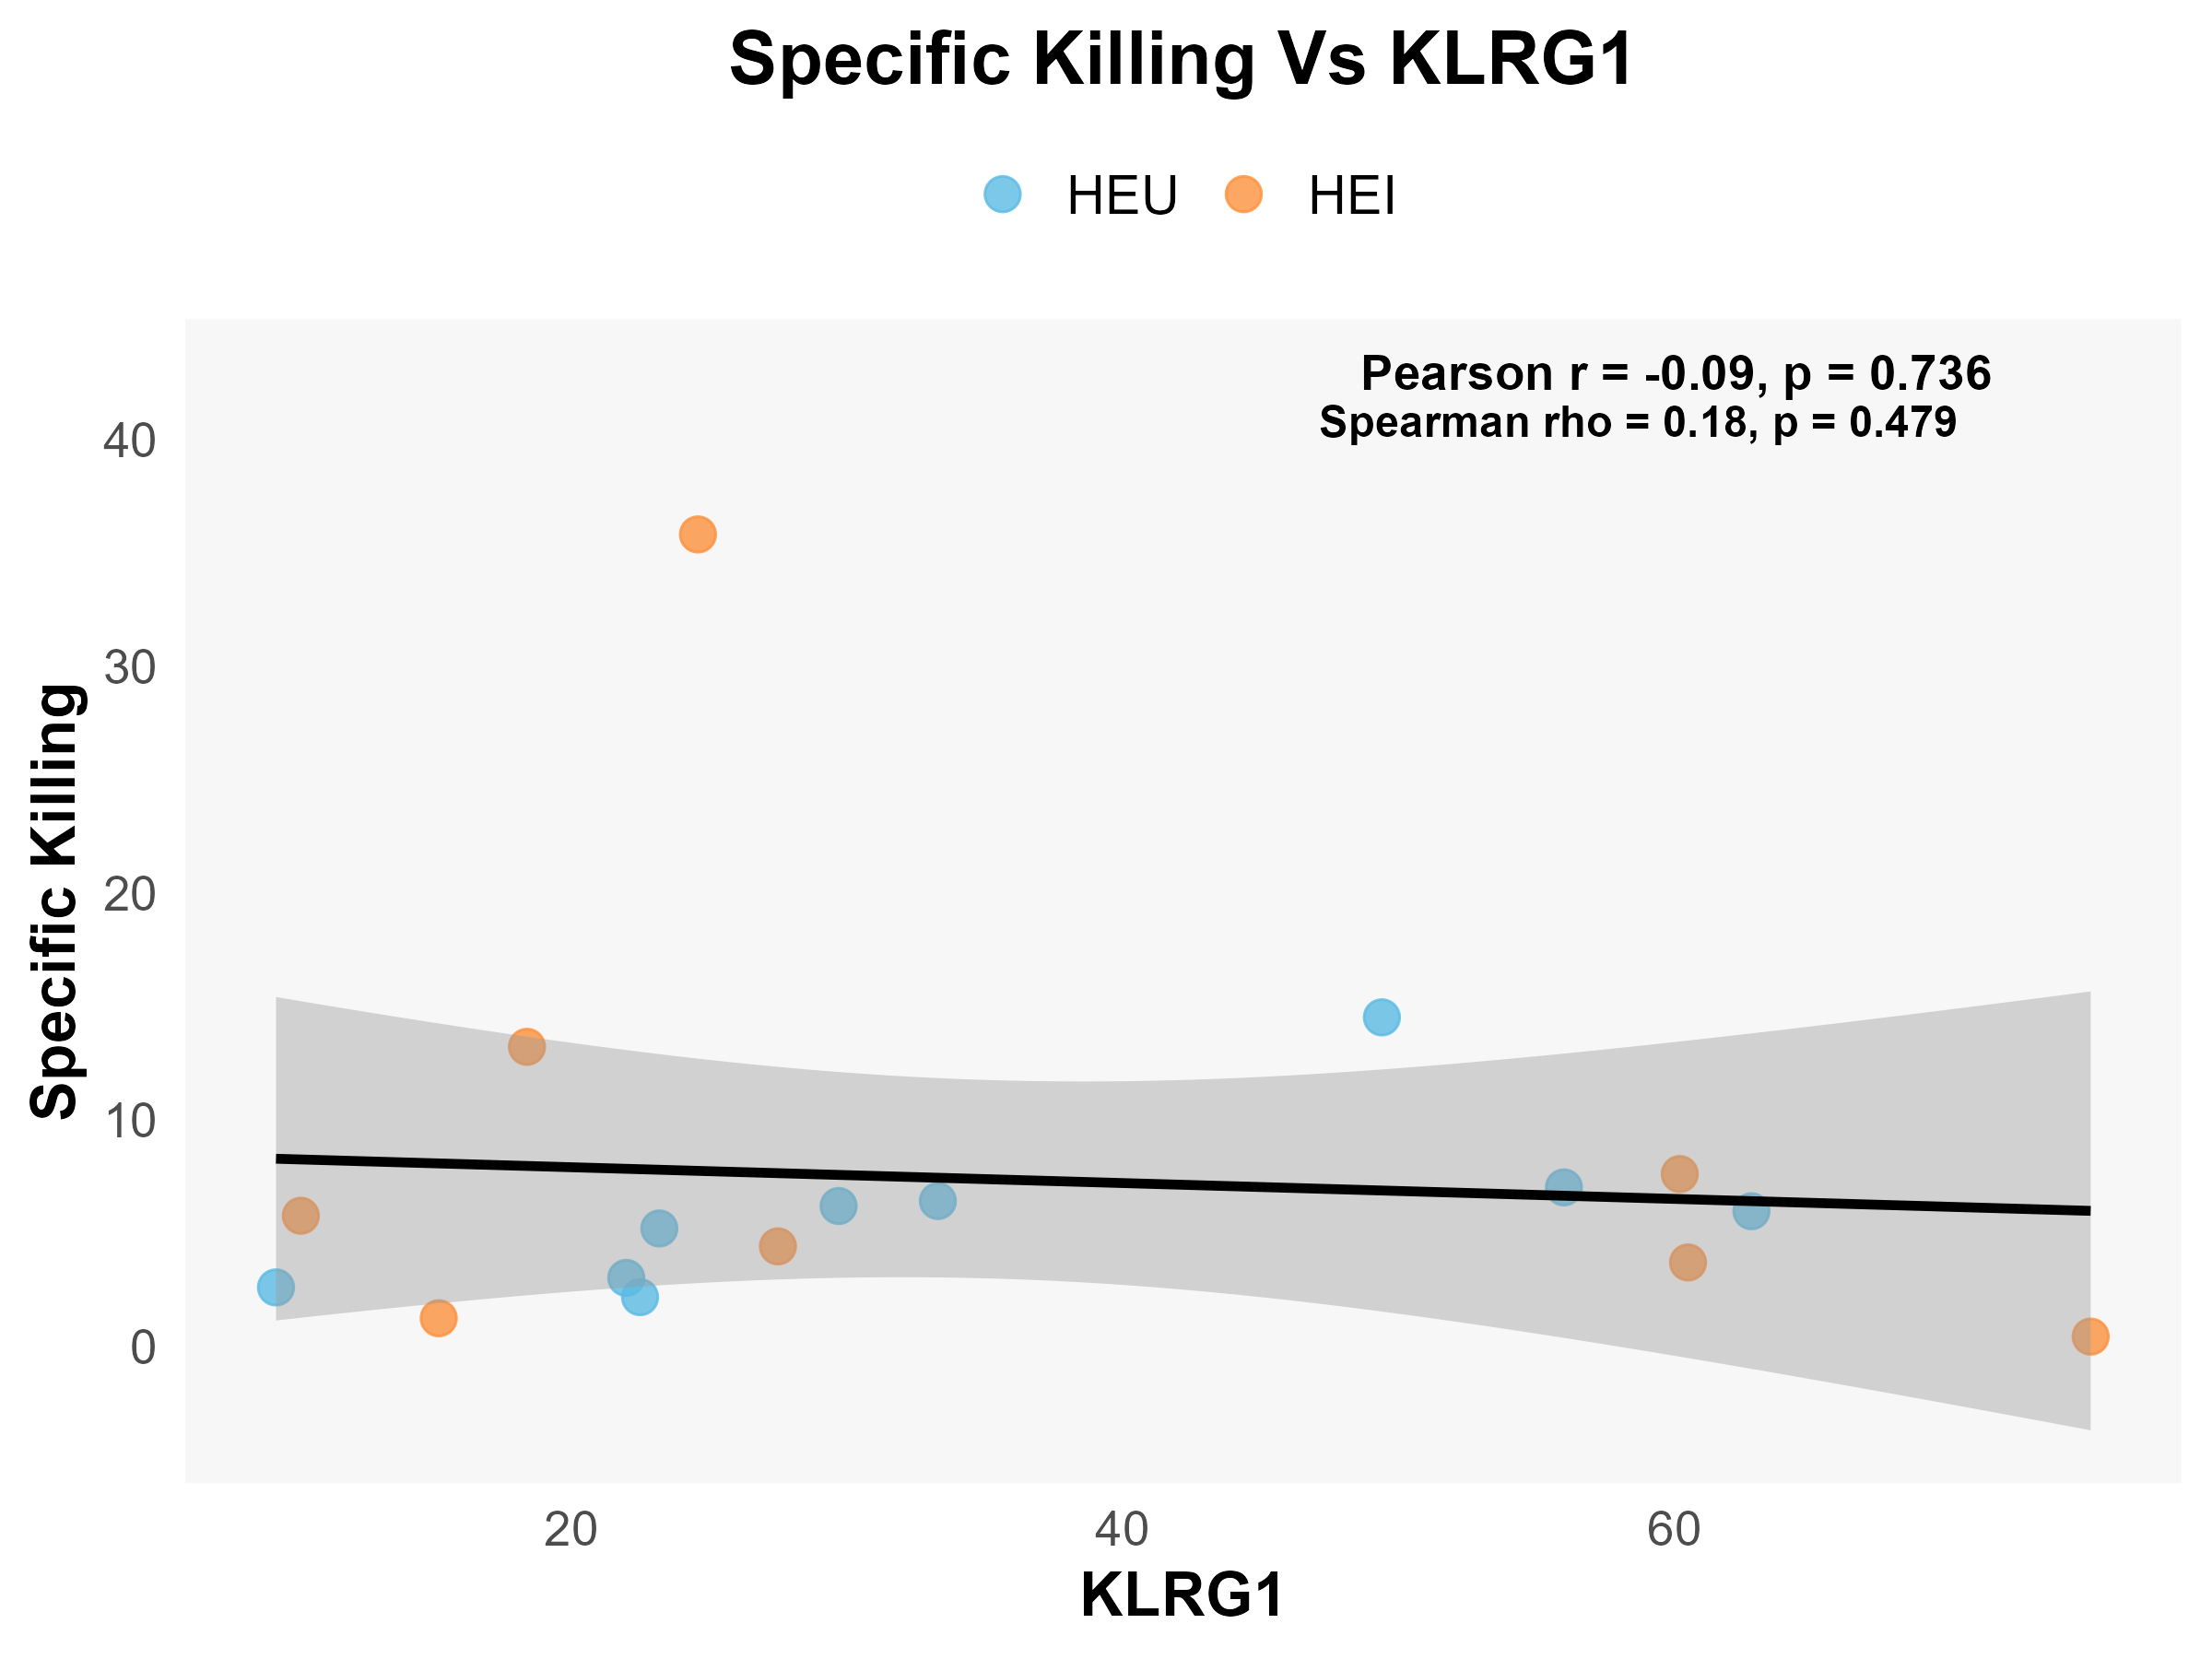 Specific Killing Vs KLRG1
HEU HEI
Pearson r = -0.09, p = 0.736
Spearman rho = 0.18, p = 0.479
40
30
20
10
0
Specific Killing
20 40 60
KLRG1